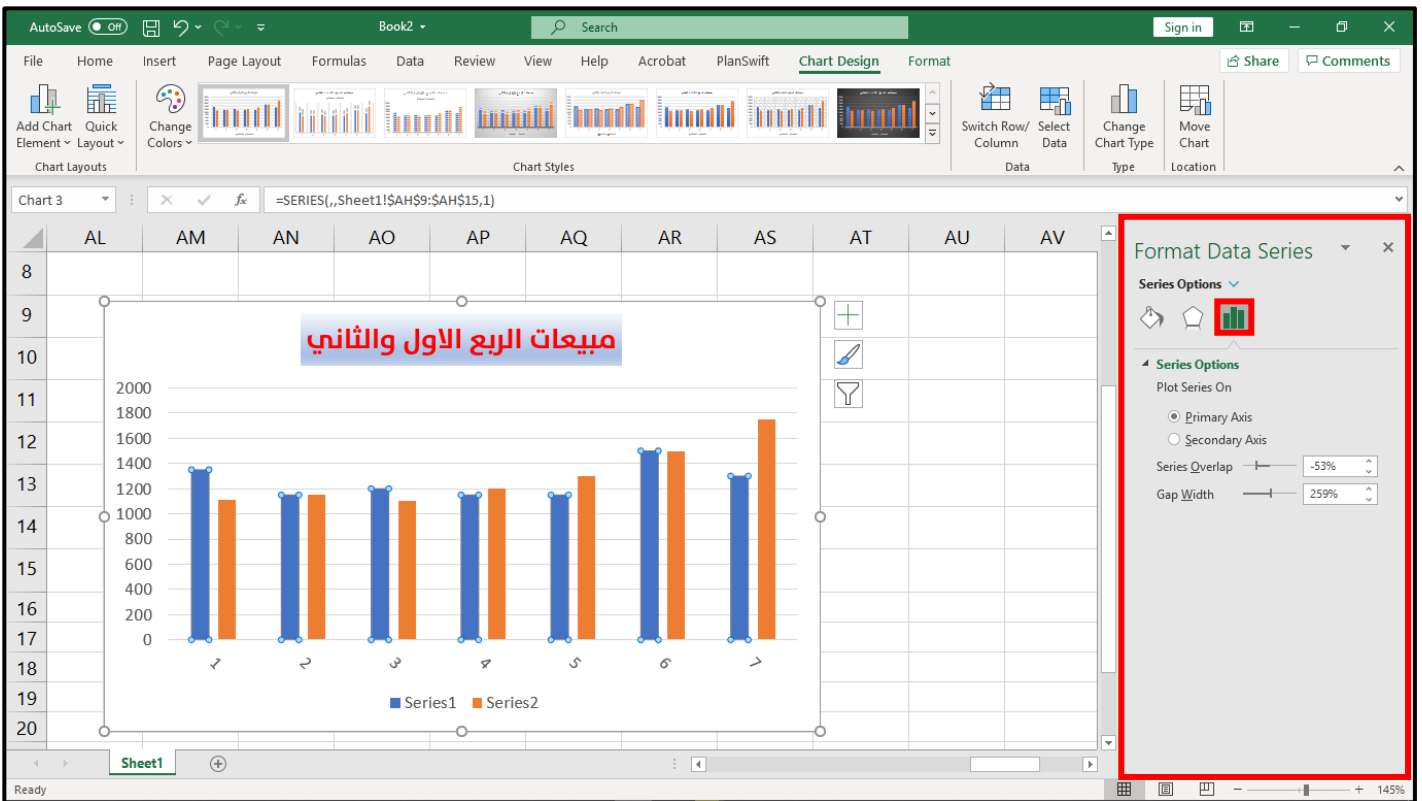 AutoSave Off Book2 Search Sign in
File Home Insert Page Layout Formulas Data Review View Help Acrobat PlanSwift Chart Design Format Share Comments
Add Chart Element Quick Layout Change Colors Switch Row/ Column Select Data Change Chart Type Move Chart
Chart Layouts Chart Styles Data Type Location
Chart 3 fx =SERIES(,,Sheet1!$AH$9:$AH$15,1)
AL AM AN AO AP AQ AR AS AT AU AV
8
9
10
11
12
13
14
15
16
17
18
19
20
مبيعات الربع الاول والثاني
2000
1800
1600
1400
1200
1000
800
600
400
200
0
1 2 3 4 5 6 7
Series1 Series2
Format Data Series
Series Options
Series Options
Plot Series On
Primary Axis
Secondary Axis
Series Overlap -53%
Gap Width 259%
Sheet1
Ready 145%